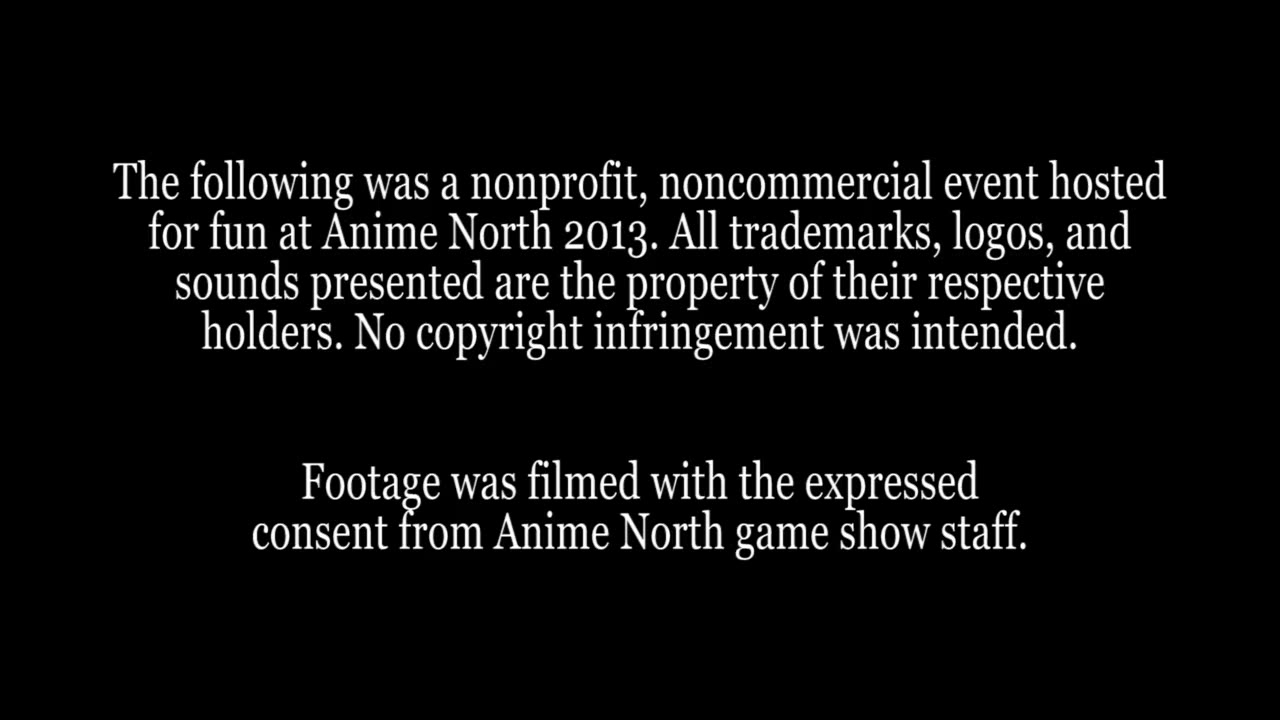 The following was a nonprofit, noncommercial event hosted
for fun at Anime North 2013. All trademarks, logos, and
sounds presented are the property of their respective
holders. No copyright infringement was intended.
Footage was filmed with the expressed
consent from Anime North game show staff.